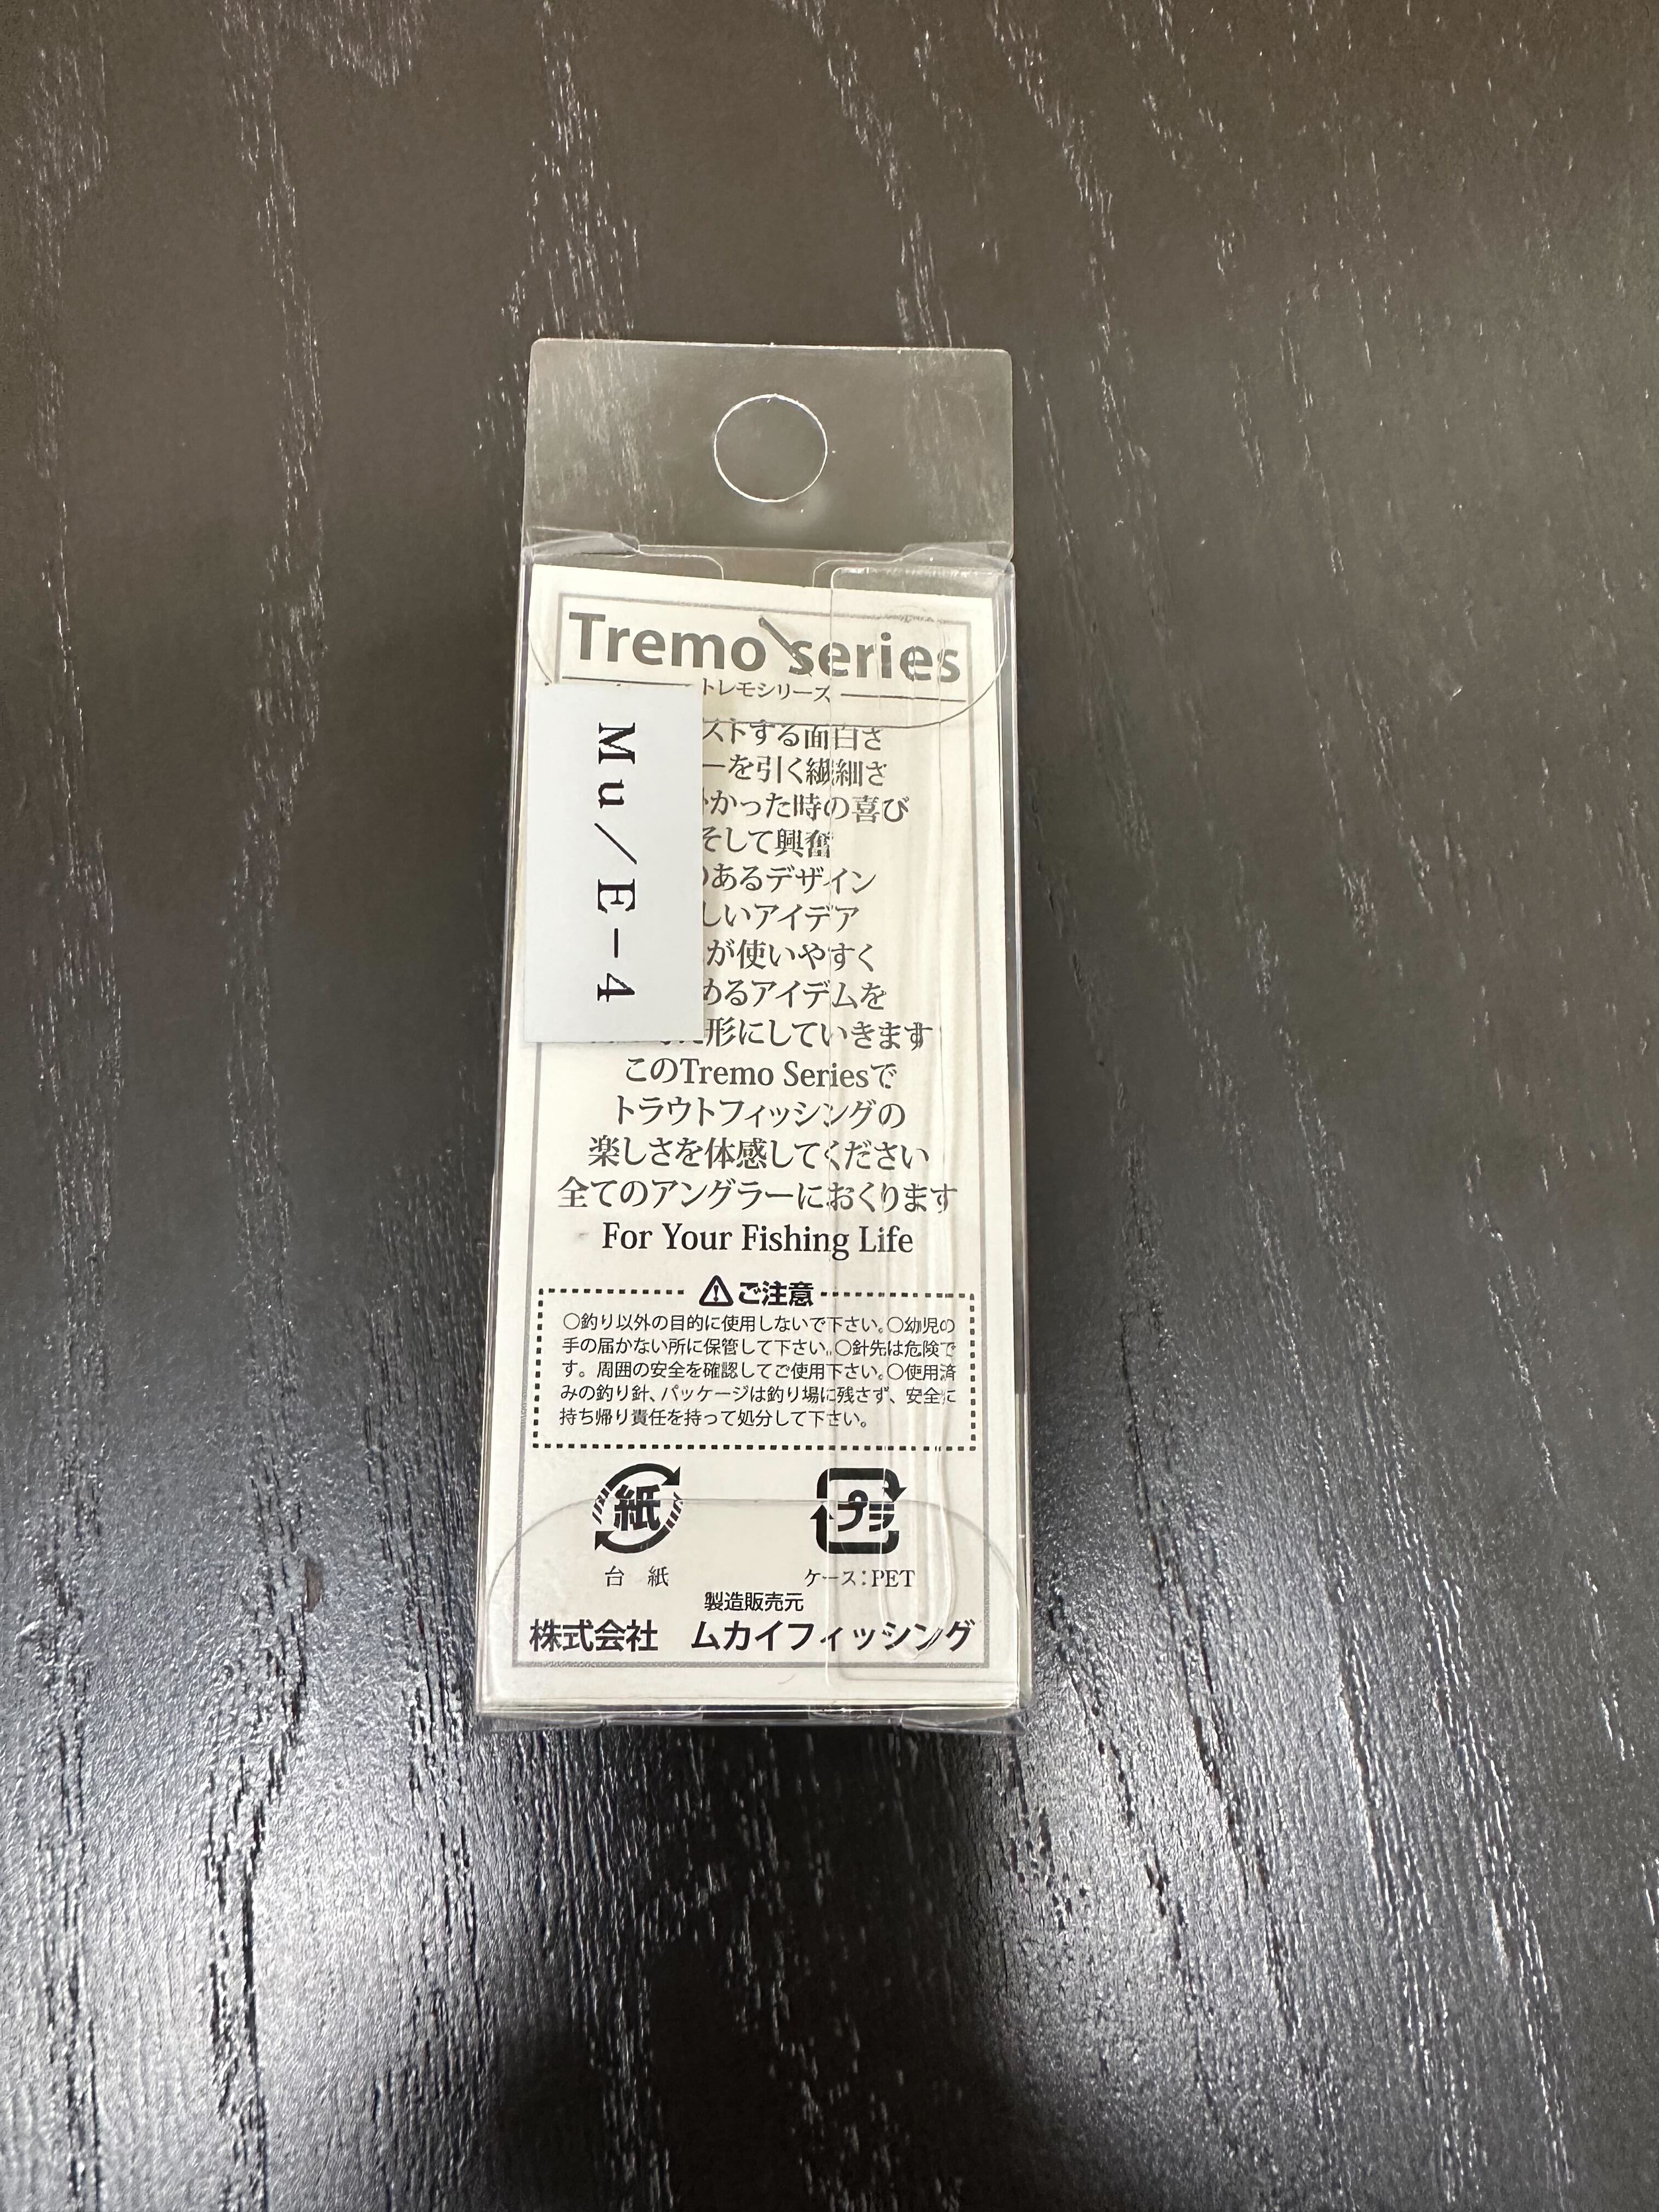 Tremo series
トレモシリーズ
Mu/E-4
ストする面白さ
ーを引く繊細さ
かかった時の喜び
そして興奮
のあるデザイン
しいアイデア
が使いやすく
めるアイデムを
形にしていきます
このTremo Seriesで
トラウトフィッシングの
楽しさを体感してください
全てのアングラーにおくります
For Your Fishing Life
ご注意
○釣り以外の目的に使用しないで下さい。○幼児の
手の届かない所に保管して下さい。○針先は危険で
す。周囲の安全を確認してご使用下さい。○使用済
みの釣り針、パッケージは釣り場に残さず、安全に
持ち帰り責任を持って処分して下さい。
紙 プラ
台 紙 ケース:PET
製造販売元
株式会社 ムカイフィッシング